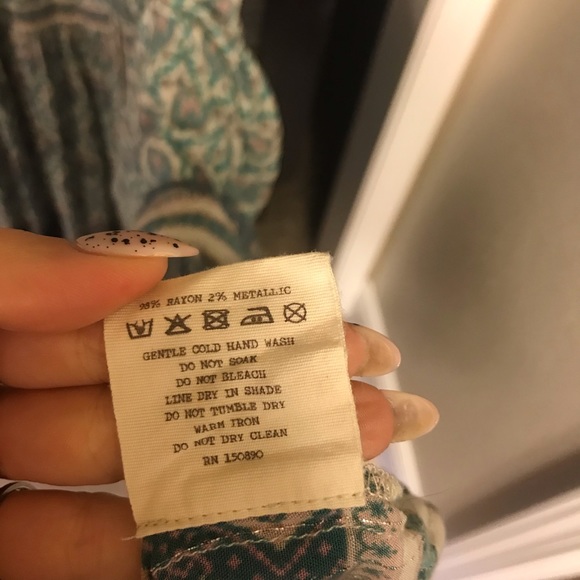 98% RAYON 2% METALLIC
GENTLE COLD HAND WASH
DO NOT SOAK
DO NOT BLEACH
LINE DRY IN SHADE
DO NOT TUMBLE DRY
WARM IRON
DO NOT DRY CLEAN
RN 150890